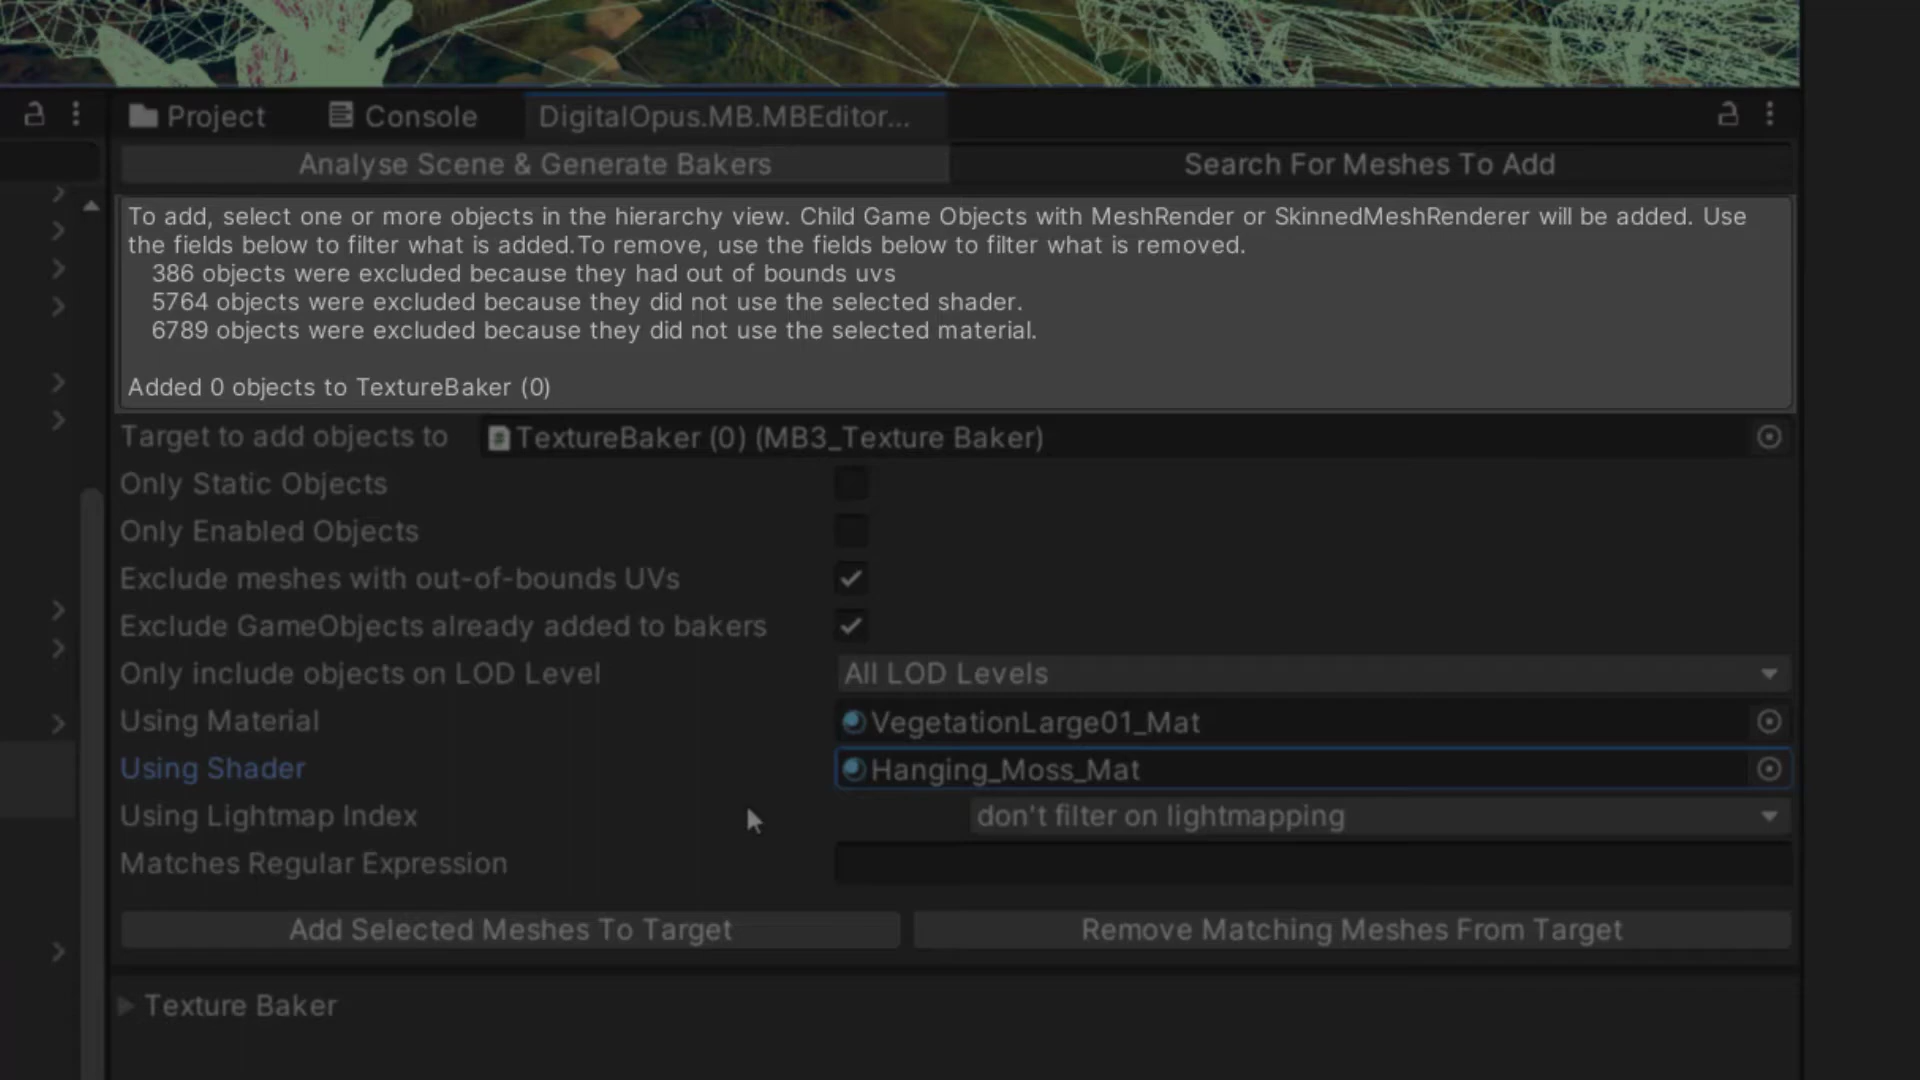 Project
Console
DigitalOpus.MB.MBEditor...
Analyse Scene & Generate Bakers
Search For Meshes To Add
To add, select one or more objects in the hierarchy view. Child Game Objects with MeshRender or SkinnedMeshRenderer will be added. Use
the fields below to filter what is added.To remove, use the fields below to filter what is removed.
386 objects were excluded because they had out of bounds uvs
5764 objects were excluded because they did not use the selected shader.
6789 objects were excluded because they did not use the selected material.
Added 0 objects to TextureBaker (0)
Target to add objects to
TextureBaker (0) (MB3_Texture Baker)
Only Static Objects
Only Enabled Objects
Exclude meshes with out-of-bounds UVs
Exclude GameObjects already added to bakers
Only include objects on LOD Level
All LOD Levels
Using Material
VegetationLarge01_Mat
Using Shader
Hanging_Moss_Mat
Using Lightmap Index
don't filter on lightmapping
Matches Regular Expression
Add Selected Meshes To Target
Remove Matching Meshes From Target
Texture Baker